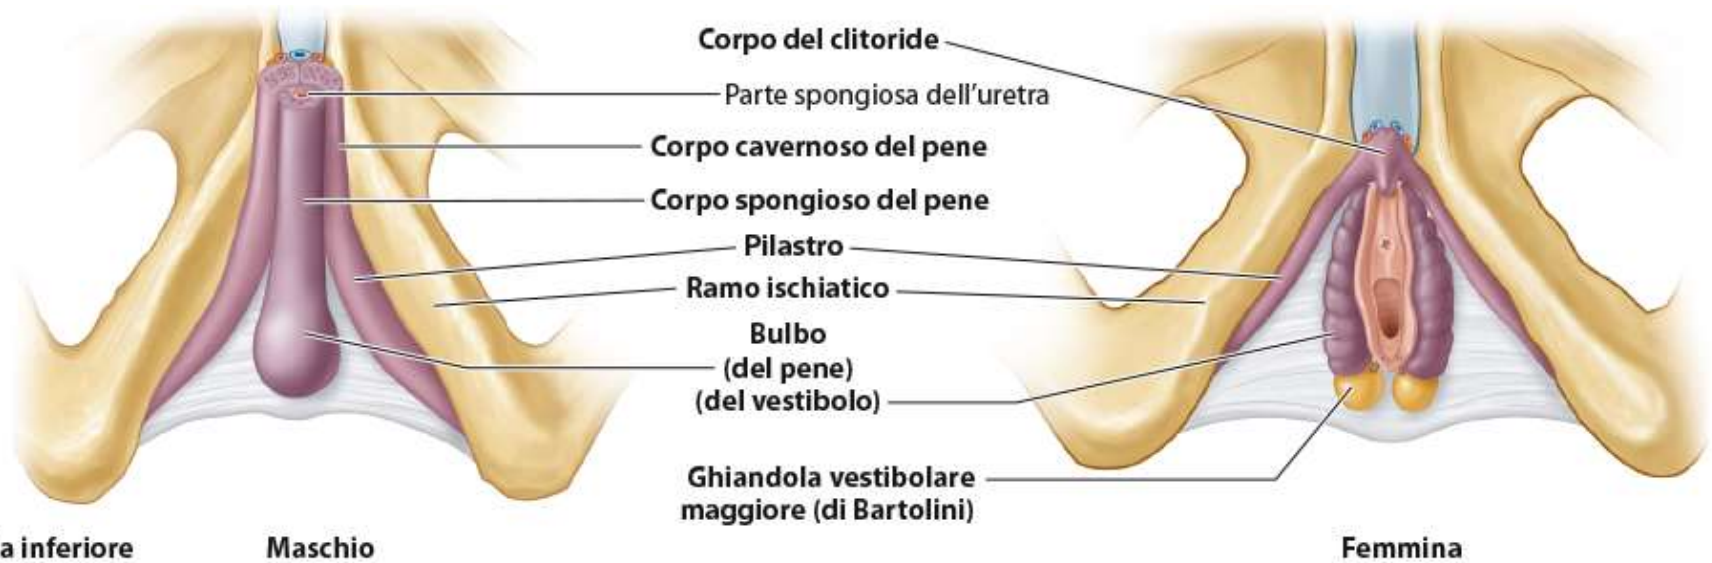 Corpo del clitoride
Parte spongiosa dell'uretra
Corpo cavernoso del pene
Corpo spongioso del pene
Pilastro
Ramo ischiatico
Bulbo
(del pene)
(del vestibolo)
Ghiandola vestibolare
maggiore (di Bartolini)
a inferiore
Maschio
Femmina